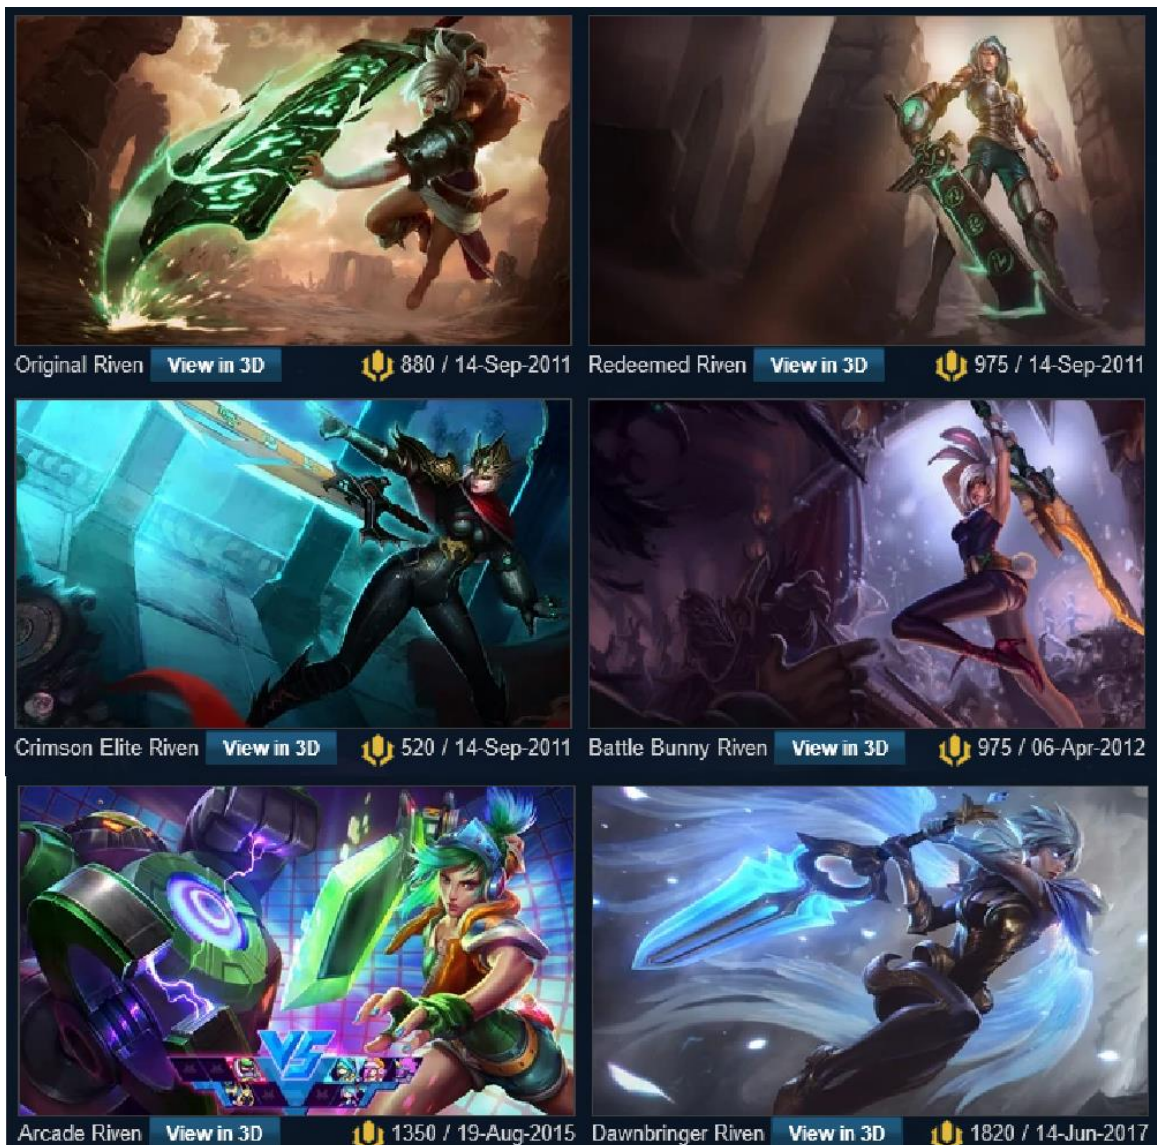 Original Riven View in 3D 880 / 14-Sep-2011
Redeemed Riven View in 3D 975 / 14-Sep-2011
Crimson Elite Riven View in 3D 520 / 14-Sep-2011
Battle Bunny Riven View in 3D 975 / 06-Apr-2012
VS
Arcade Riven View in 3D 1350 / 19-Aug-2015
Dawnbringer Riven View in 3D 1820 / 14-Jun-2017